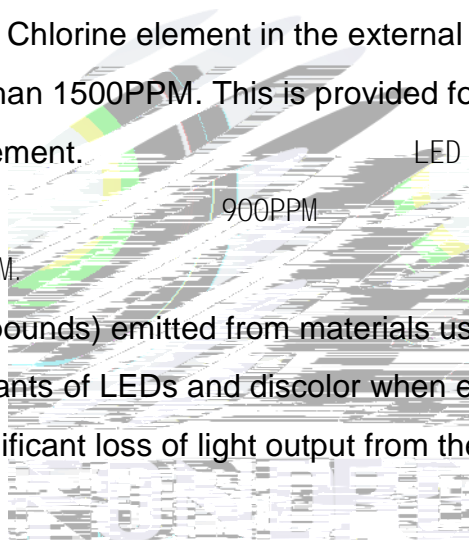 Chlorine element in the external
han 1500PPM. This is provided fo
ement. LED
900PPM
M.
ounds) emitted from materials us
ants of LEDs and discolor when e
ificant loss of light output from the